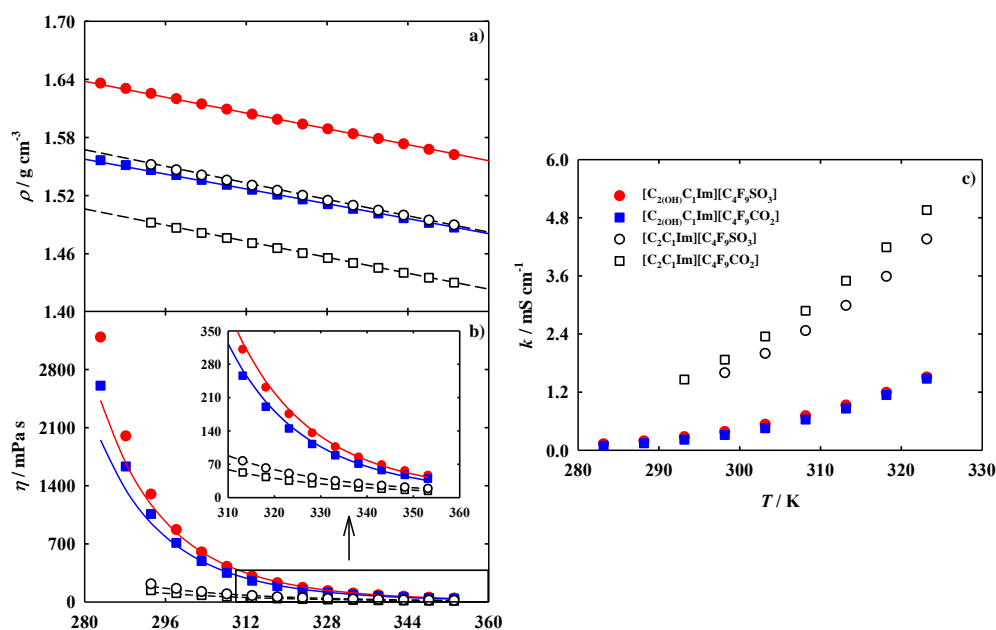 1.70
a)
1.64
1.58
1.52
1.46
1.40
ρ / g cm⁻³
b)
2800
2100
1400
700
0
η / mPa s
350
280
210
140
70
0
310 320 330 340 350 360
280 296 312 328 344 360
6.0
c)
4.8
3.6
2.4
1.2
0.0
k / mS cm⁻¹
[C₂₍OH₎C₁Im][C₄F₉SO₃]
[C₂₍OH₎C₁Im][C₄F₉CO₂]
[C₂C₁Im][C₄F₉SO₃]
[C₂C₁Im][C₄F₉CO₂]
280 290 300 310 320 330
T / K